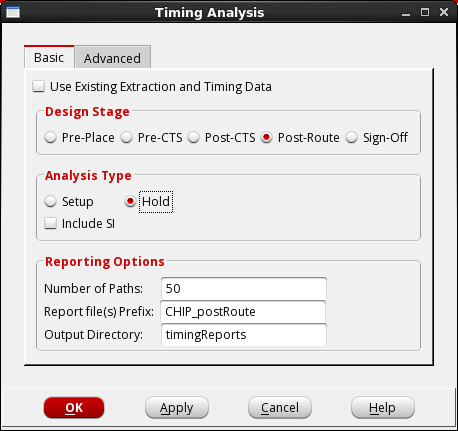 Timing Analysis
Basic Advanced
Use Existing Extraction and Timing Data
Design Stage
Pre-Place Pre-CTS Post-CTS Post-Route Sign-Off
Analysis Type
Setup Hold
Include SI
Reporting Options
Number of Paths: 50
Report file(s) Prefix: CHIP_postRoute
Output Directory: timingReports
OK Apply Cancel Help